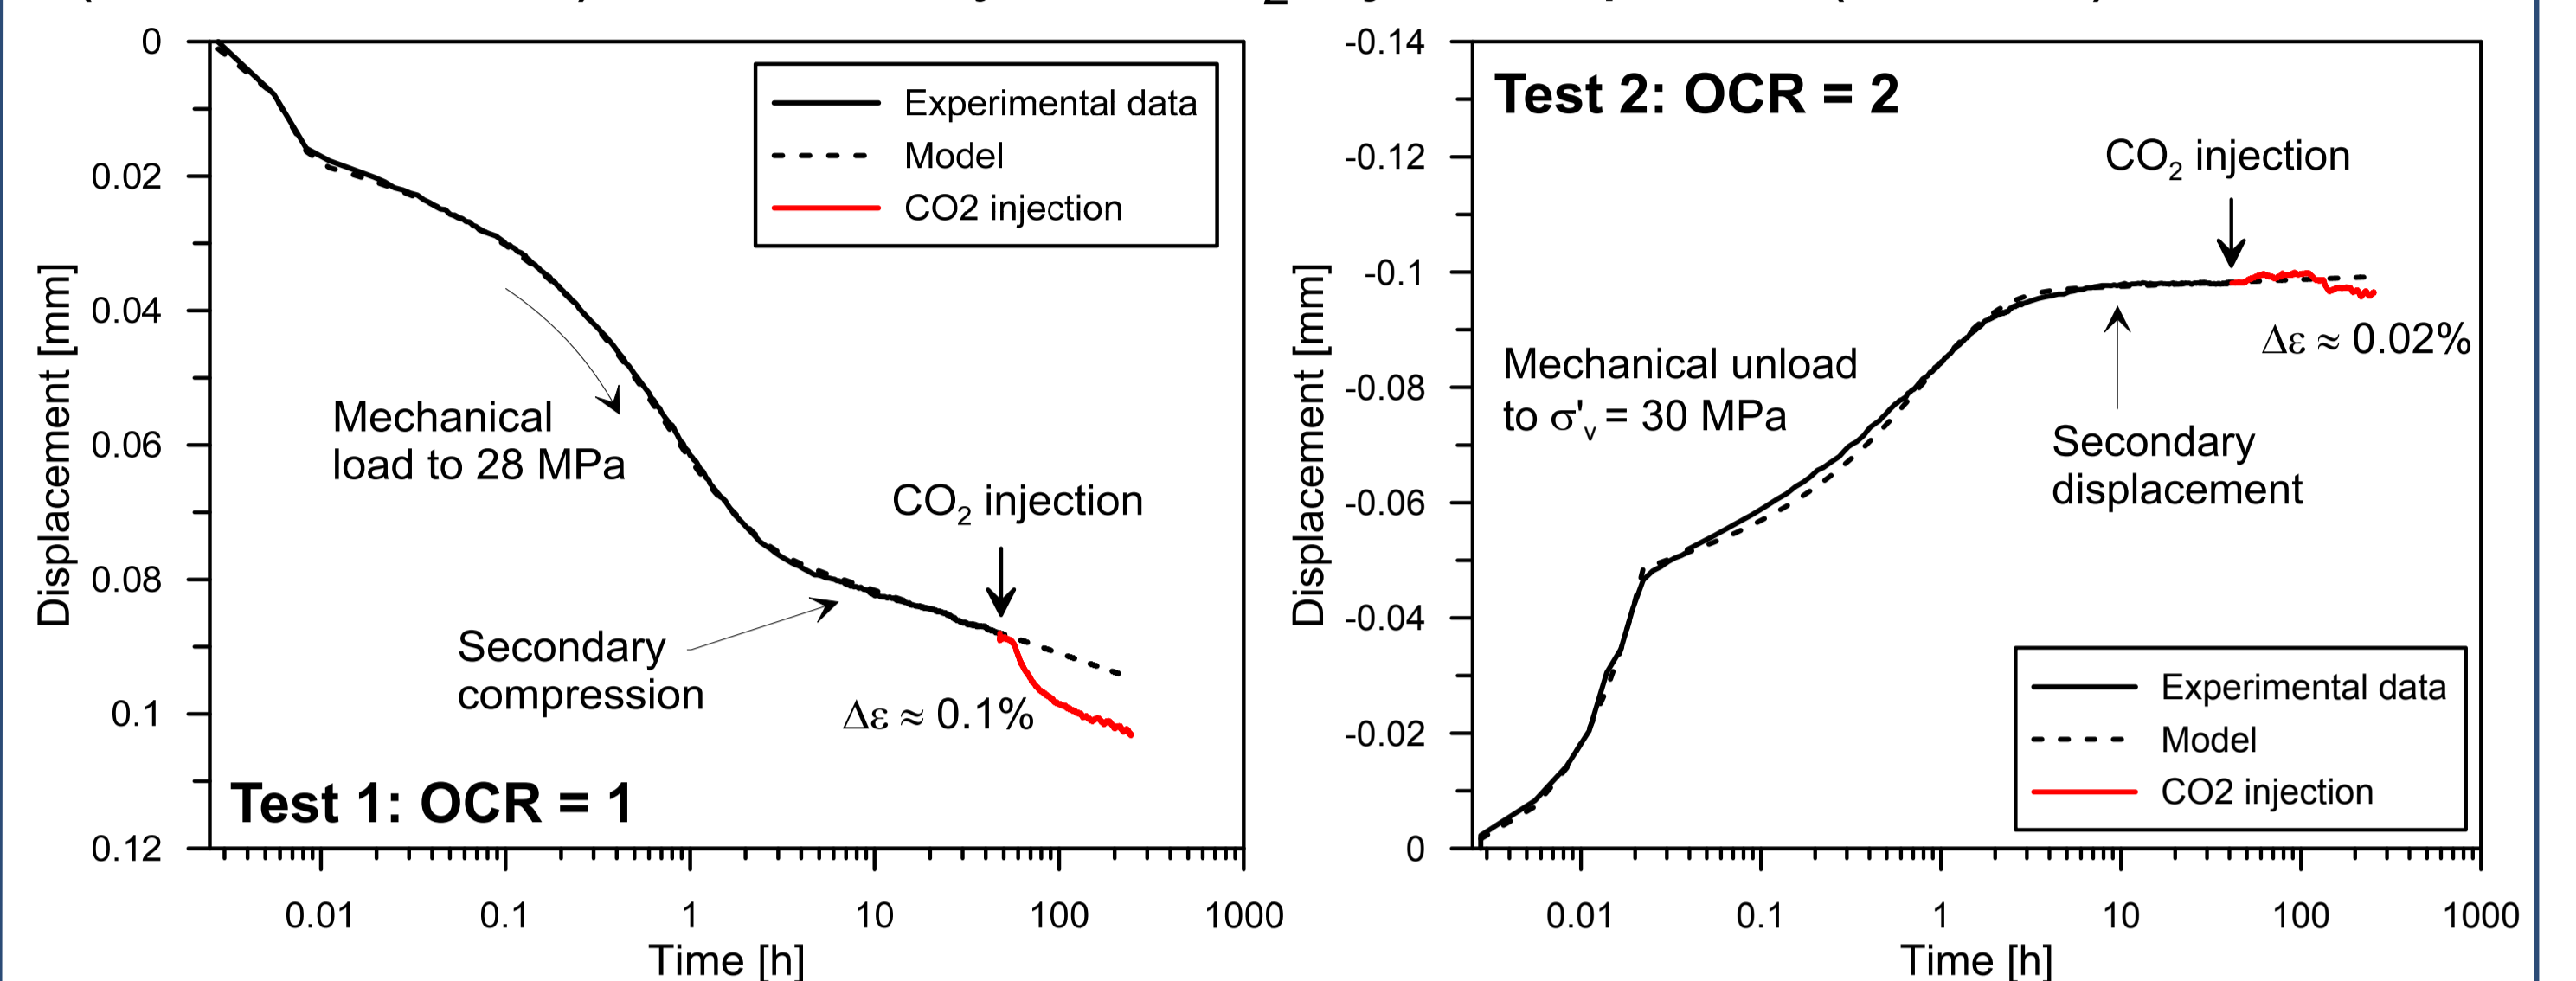 0
0.02
0.04
0.06
0.08
0.1
0.12
Displacement [mm]
Experimental data
Model
CO2 injection
Mechanical
load to 28 MPa
CO₂ injection
Secondary
compression
Δε ≈ 0.1%
Test 1: OCR = 1
0.01 0.1 1 10 100 1000
Time [h]
-0.14
-0.12
-0.1
-0.08
-0.06
-0.04
-0.02
0
Displacement [mm]
Test 2: OCR = 2
CO₂ injection
Δε ≈ 0.02%
Mechanical unload
to σ'ᵥ = 30 MPa
Secondary
displacement
Experimental data
Model
CO2 injection
0.01 0.1 1 10 100 1000
Time [h]